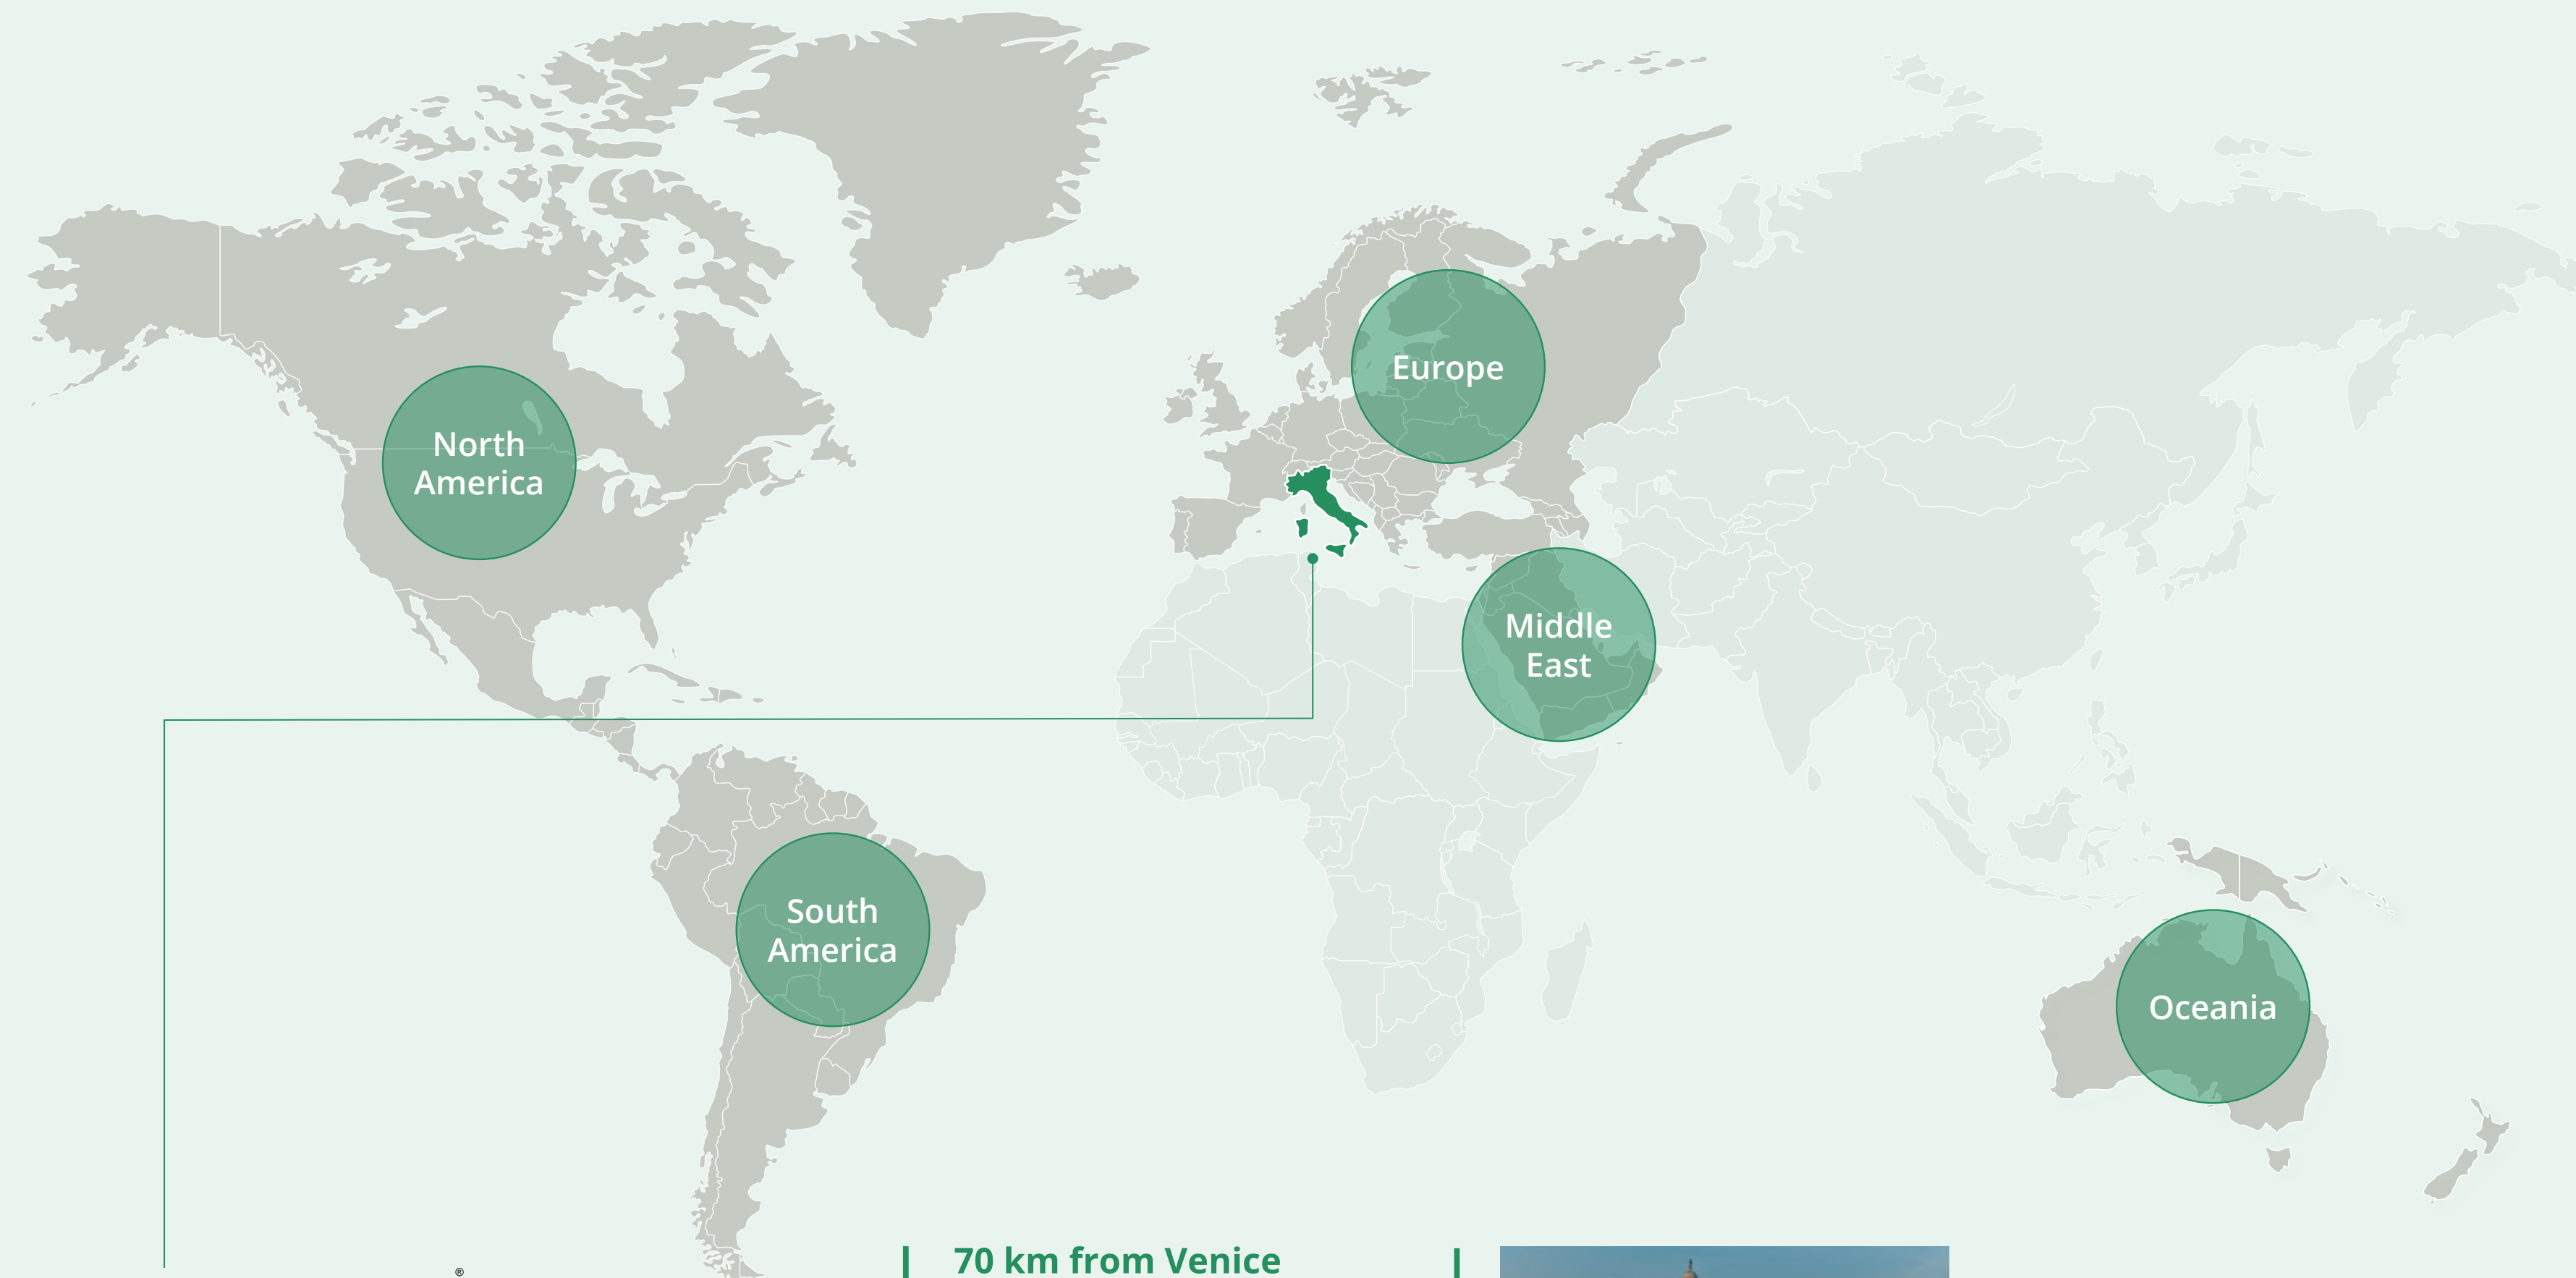 Europe
North
America
Middle
East
South
America
Oceania
70 km from Venice
®